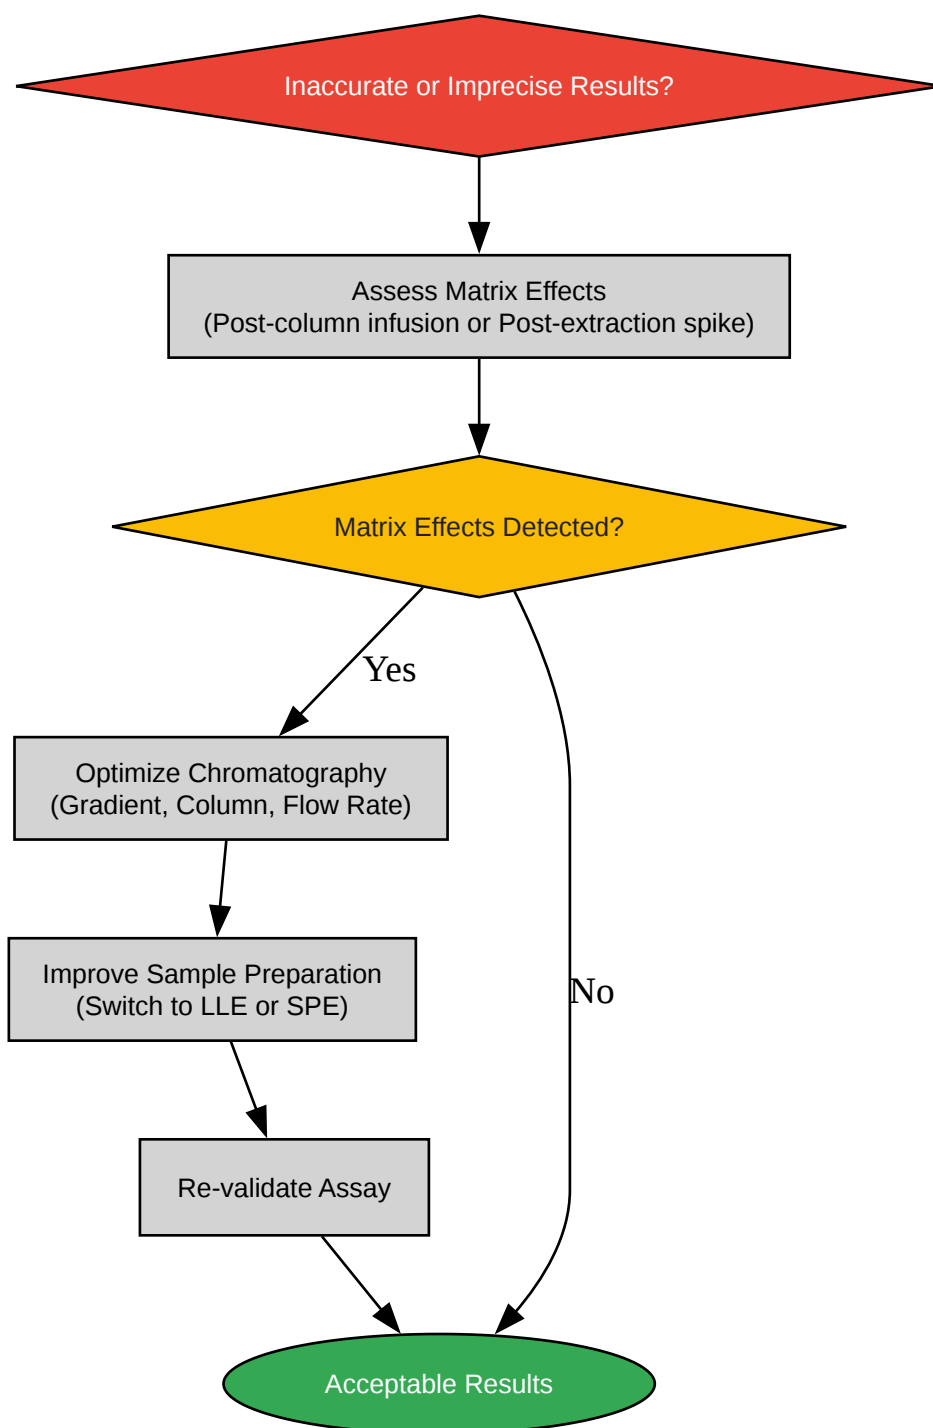 Inaccurate or Imprecise Results?
Assess Matrix Effects
(Post-column infusion or Post-extraction spike)
Matrix Effects Detected?
Yes
Optimize Chromatography
(Gradient, Column, Flow Rate)
Improve Sample Preparation
(Switch to LLE or SPE)
No
Re-validate Assay
Acceptable Results